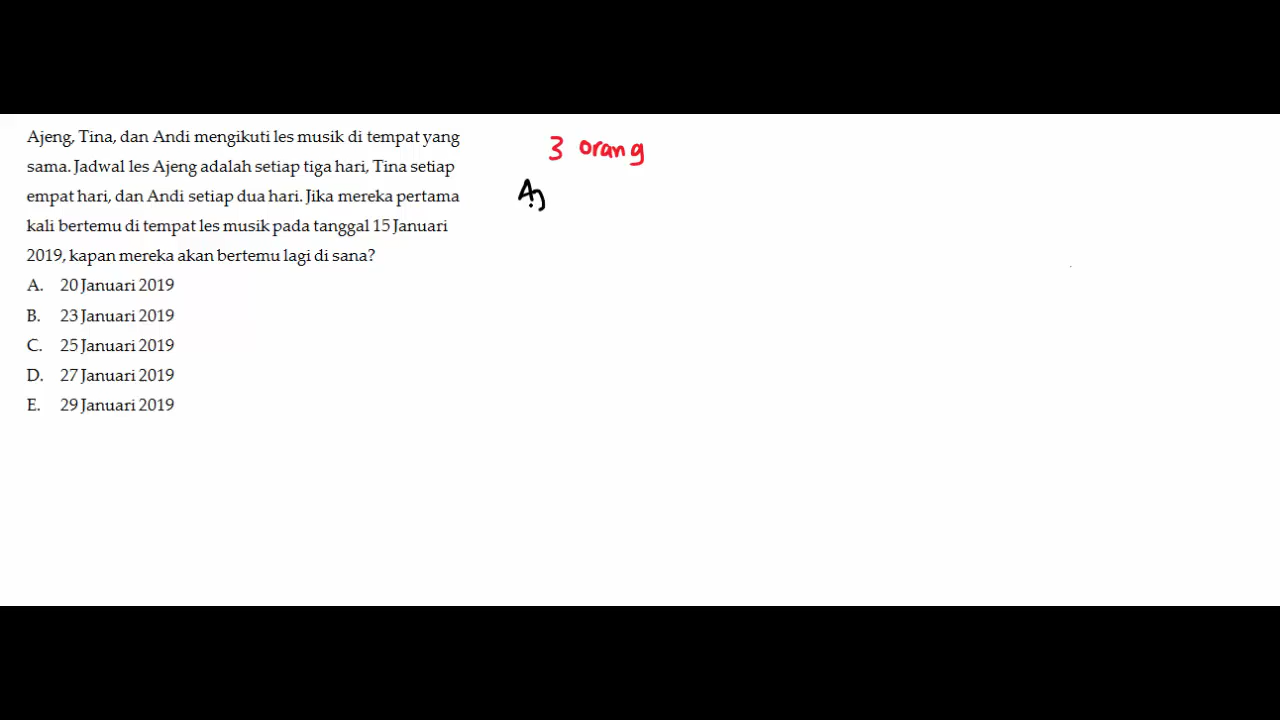 Ajeng, Tina, dan Andi mengikuti les musik di tempat yang
sama. Jadwal les Ajeng adalah setiap tiga hari, Tina setiap
empat hari, dan Andi setiap dua hari. Jika mereka pertama
kali bertemu di tempat les musik pada tanggal 15 Januari
2019, kapan mereka akan bertemu lagi di sana?
A. 20 Januari 2019
B. 23 Januari 2019
C. 25 Januari 2019
D. 27 Januari 2019
E. 29 Januari 2019
3 orang
Aj